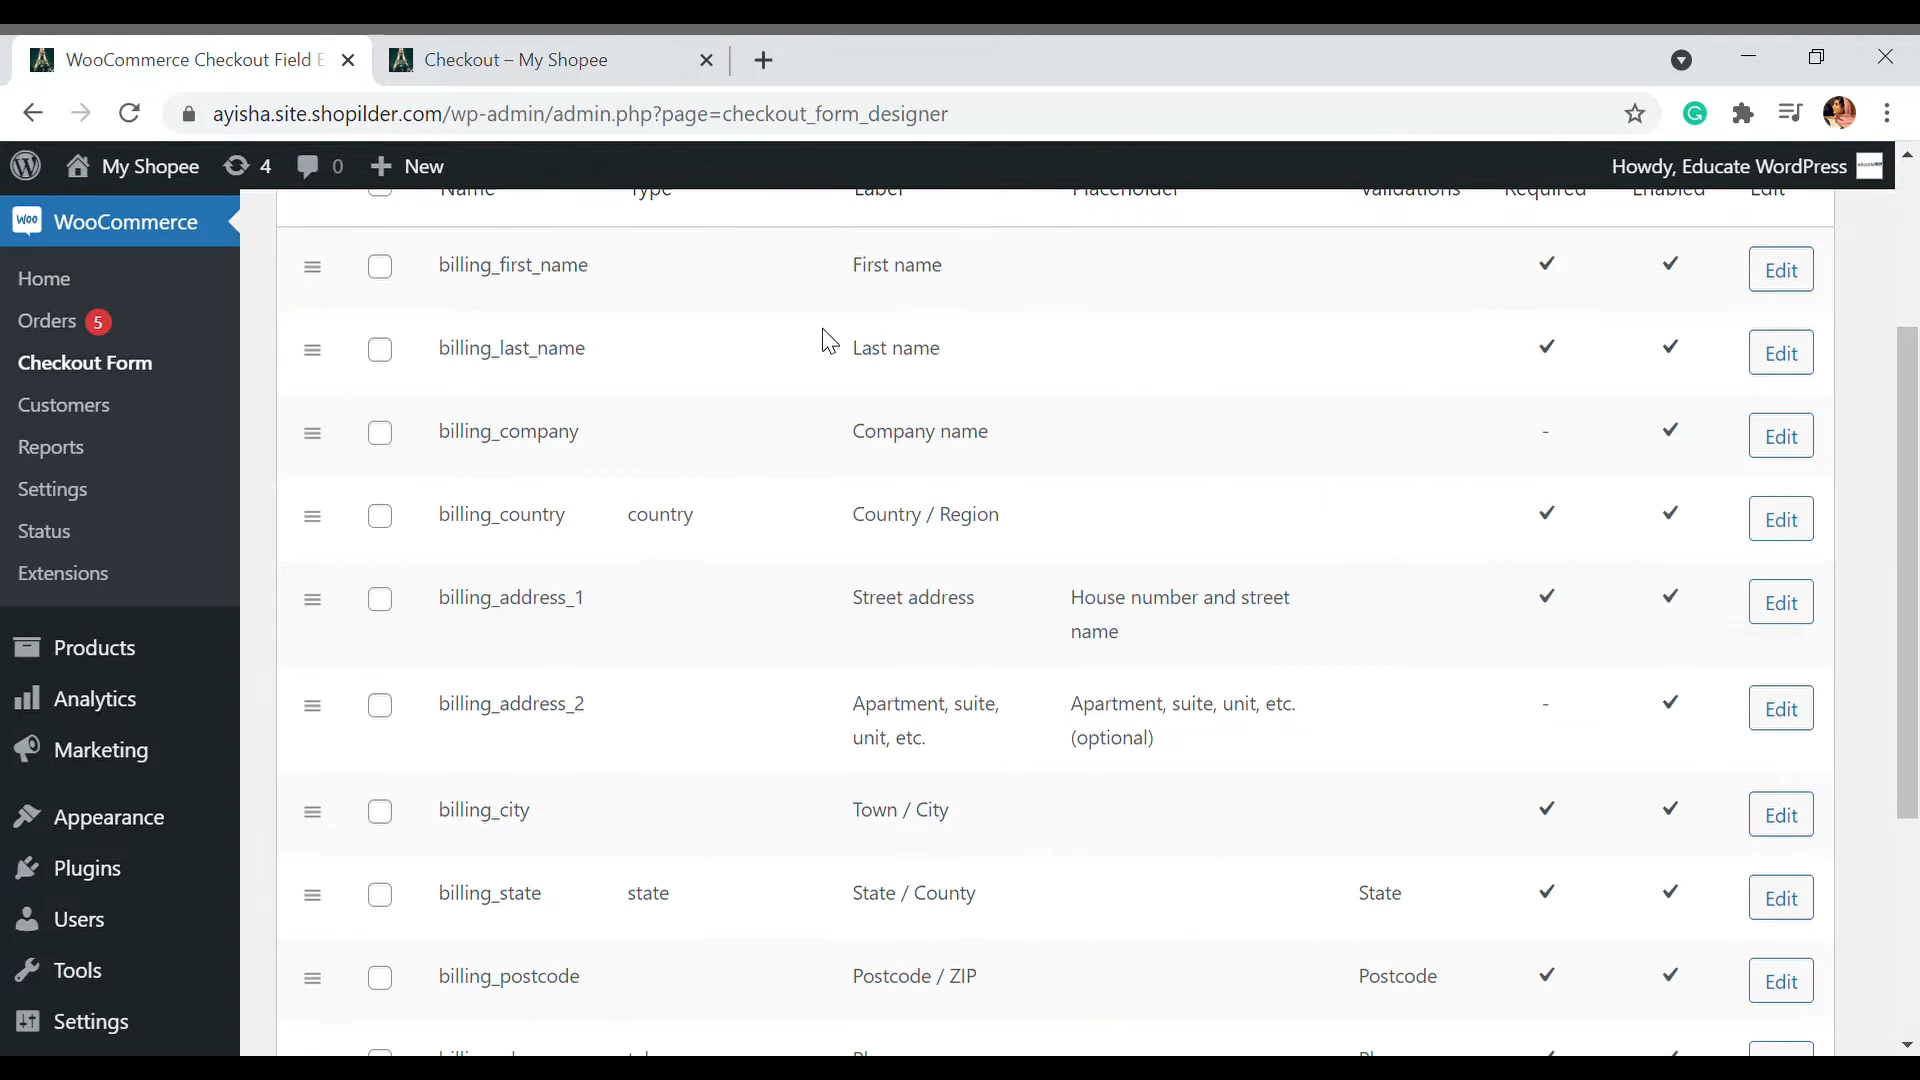 WooCommerce Checkout Field E
Checkout – My Shopee
ayisha.site.shopilder.com/wp-admin/admin.php?page=checkout_form_designer
My Shopee 4 0 New
Howdy, Educate WordPress
Name Type Label Placeholder Validations Required Enabled Edit
WooCommerce
Home
Orders 5
Checkout Form
Customers
Reports
Settings
Status
Extensions
Products
Analytics
Marketing
Appearance
Plugins
Users
Tools
Settings
billing_first_name First name Edit
billing_last_name Last name Edit
billing_company Company name - Edit
billing_country country Country / Region Edit
billing_address_1 Street address House number and street
name
Edit
billing_address_2 Apartment, suite,
unit, etc.
Apartment, suite, unit, etc.
(optional)
- Edit
billing_city Town / City Edit
billing_state state State / County State Edit
billing_postcode Postcode / ZIP Postcode Edit